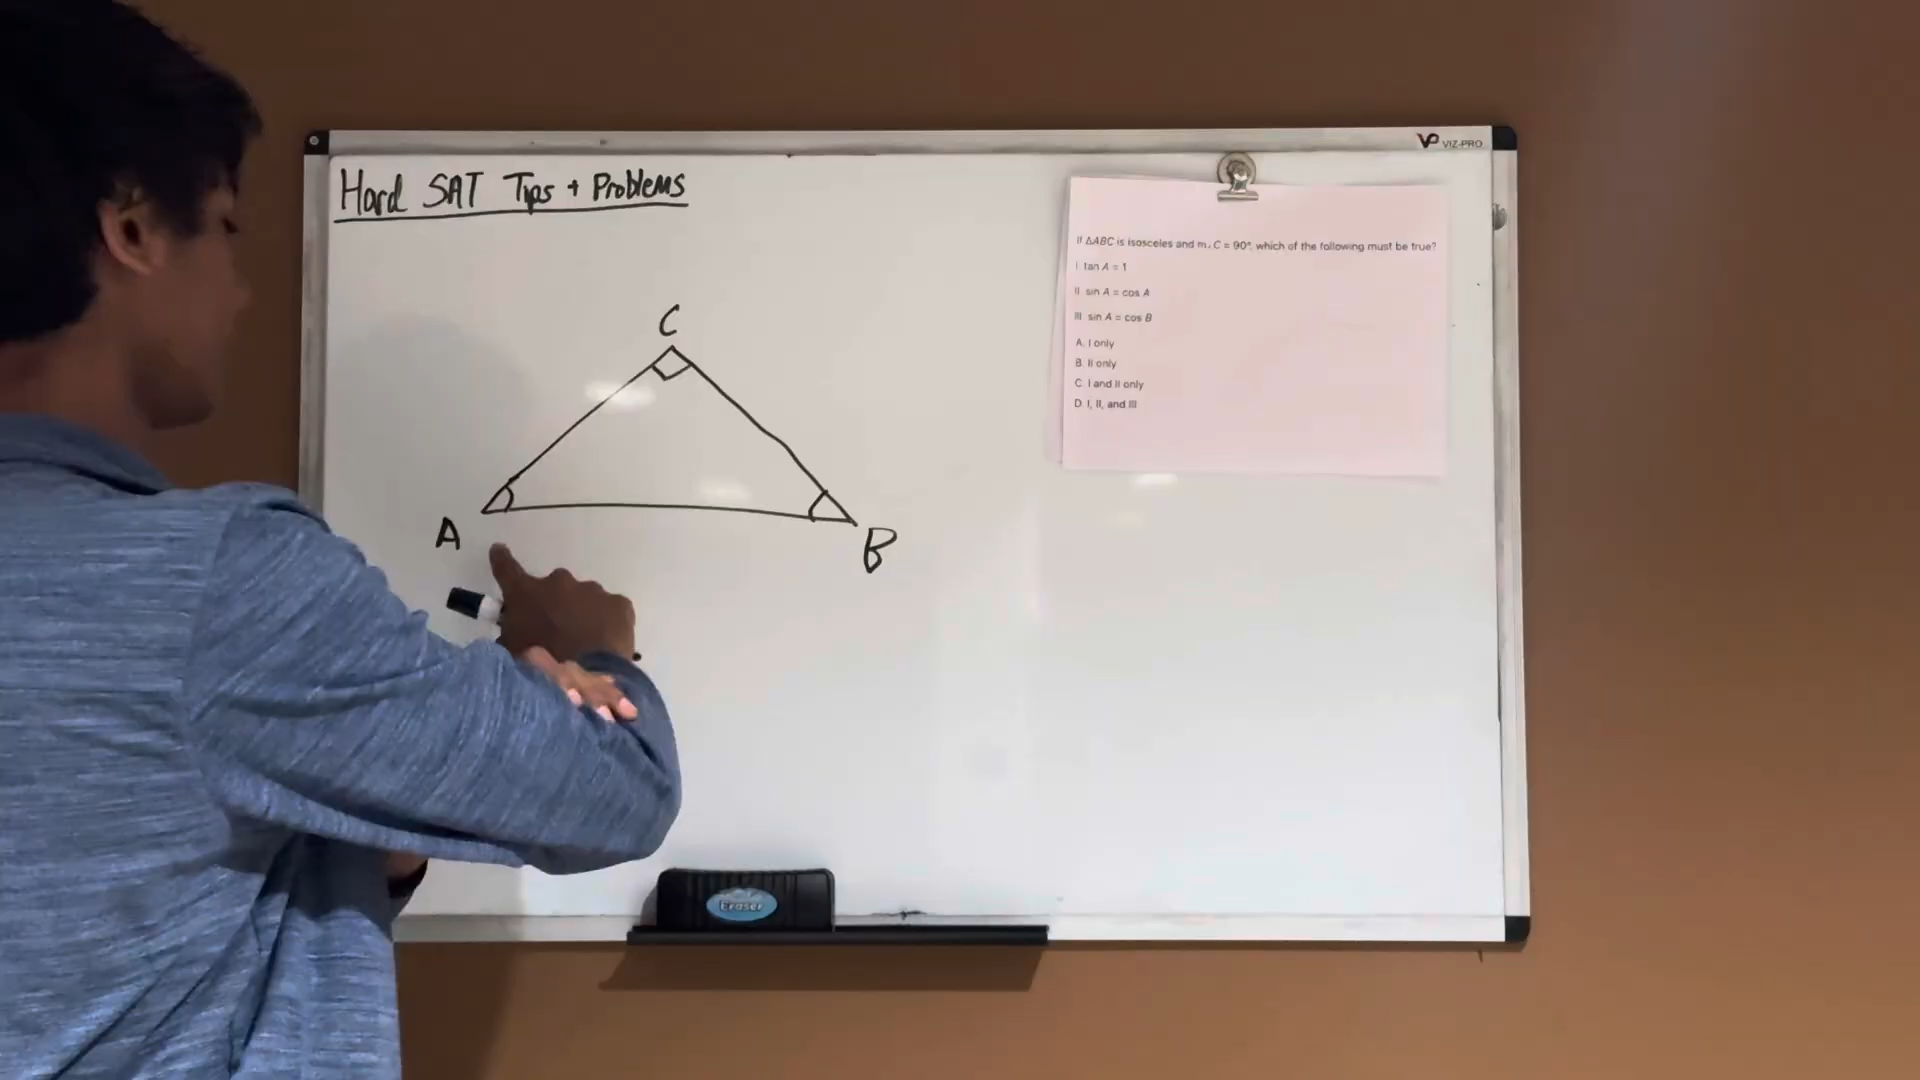 VP VIZ-PRO
Hard SAT Tips + Problems
If ΔABC is isosceles and m∠C = 90°, which of the following must be true?
I tan A = 1
II sin A = cos A
III sin A = cos B
A. I only
B. II only
C. I and II only
D. I, II, and III
C
A
B
Eraser